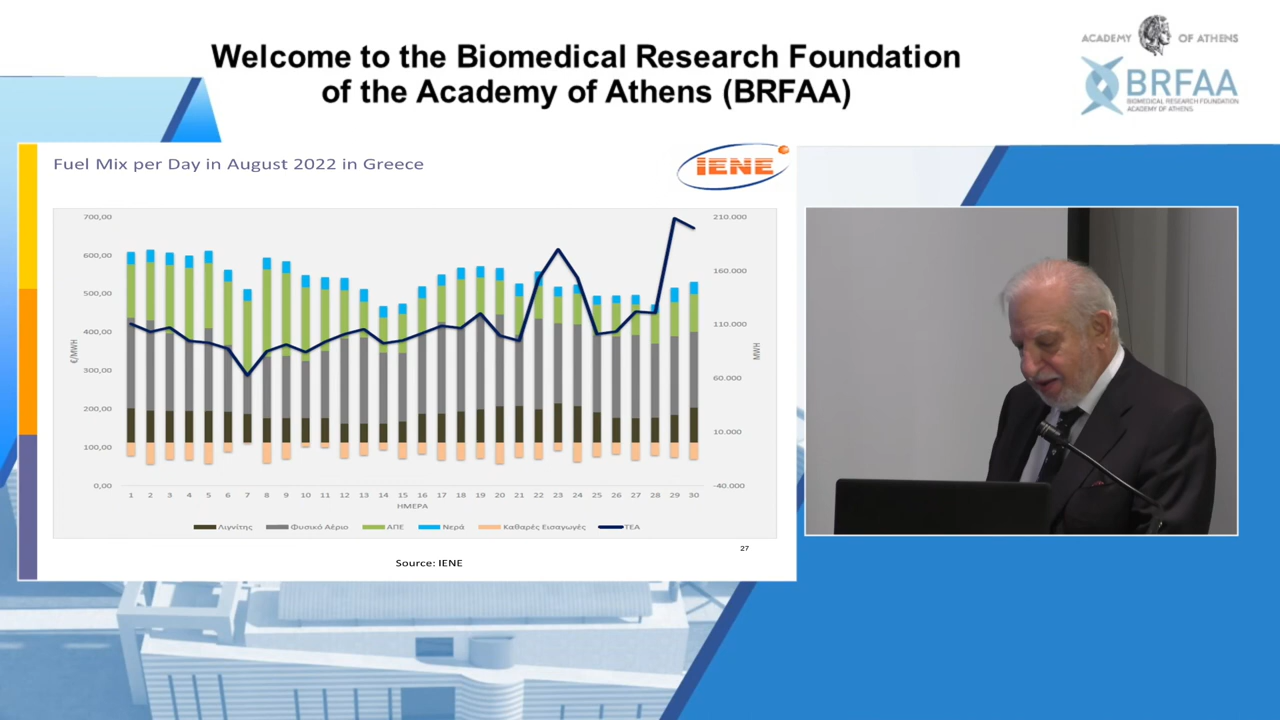 Welcome to the Biomedical Research Foundation
of the Academy of Athens (BRFAA)
ACADEMY OF ATHENS
BRFAA
BIOMEDICAL RESEARCH FOUNDATION
ACADEMY OF ATHENS
Fuel Mix per Day in August 2022 in Greece
IENE
700,00
600,00
500,00
400,00
300,00
200,00
100,00
0,00
€/MWH
210.000
160.000
110.000
60.000
10.000
-40.000
MWH
1 2 3 4 5 6 7 8 9 10 11 12 13 14 15 16 17 18 19 20 21 22 23 24 25 26 27 28 29 30
ΗΜΕΡΑ
Λιγνίτης Φυσικό Αέριο ΑΠΕ Νερά Καθαρές Εισαγωγές ΤΕΑ
27
Source: IENE